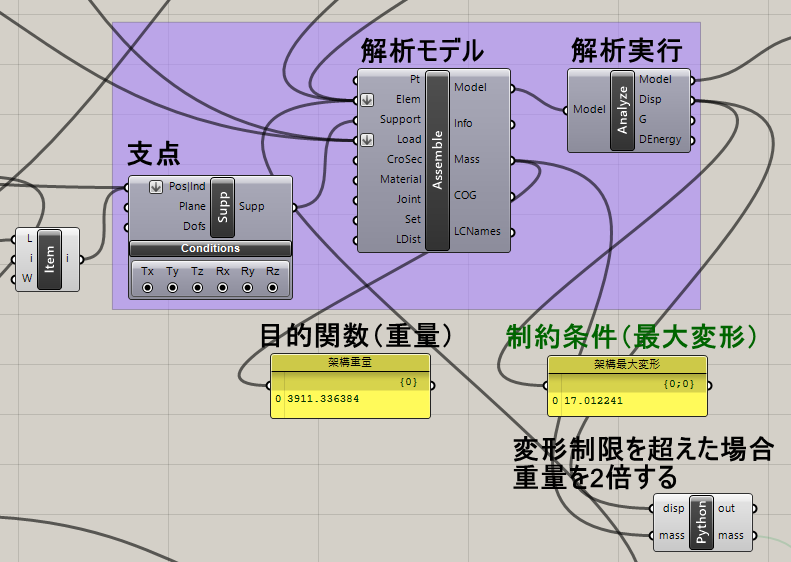 解析モデル
解析実行
支点
Pt
Elem
Support
Load
CroSec
Material
Joint
Set
LDist
Assemble
Model
Info
Mass
COG
LCNames
Model
Analyze
Model
Disp
G
DEnergy
Pos|Ind
Plane
Dofs
Supp
Supp
Conditions
Tx Ty Tz Rx Ry Rz
L
i
W
Item
i
目的関数(重量)
架構重量
{0}
0 3911.336384
制約条件(最大変形)
架構最大変形
{0;0}
0 17.012241
変形制限を超えた場合
重量を2倍する
disp
mass
Python
out
mass